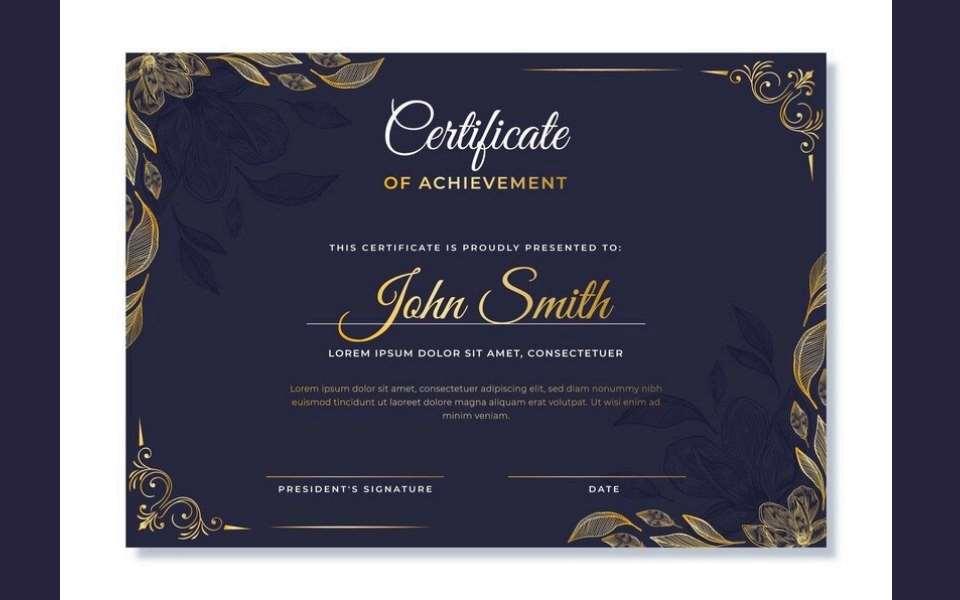 Certificate
OF ACHIEVEMENT
THIS CERTIFICATE IS PROUDLY PRESENTED TO:
John Smith
LOREM IPSUM DOLOR SIT AMET, CONSECTETUER
Lorem ipsum dolor sit amet, consectetuer adipiscing elit, sed diam nonummy nibh
euismod tincidunt ut laoreet dolore magna aliquam erat volutpat. Ut wisi enim ad
minim veniam.
PRESIDENT'S SIGNATURE
DATE